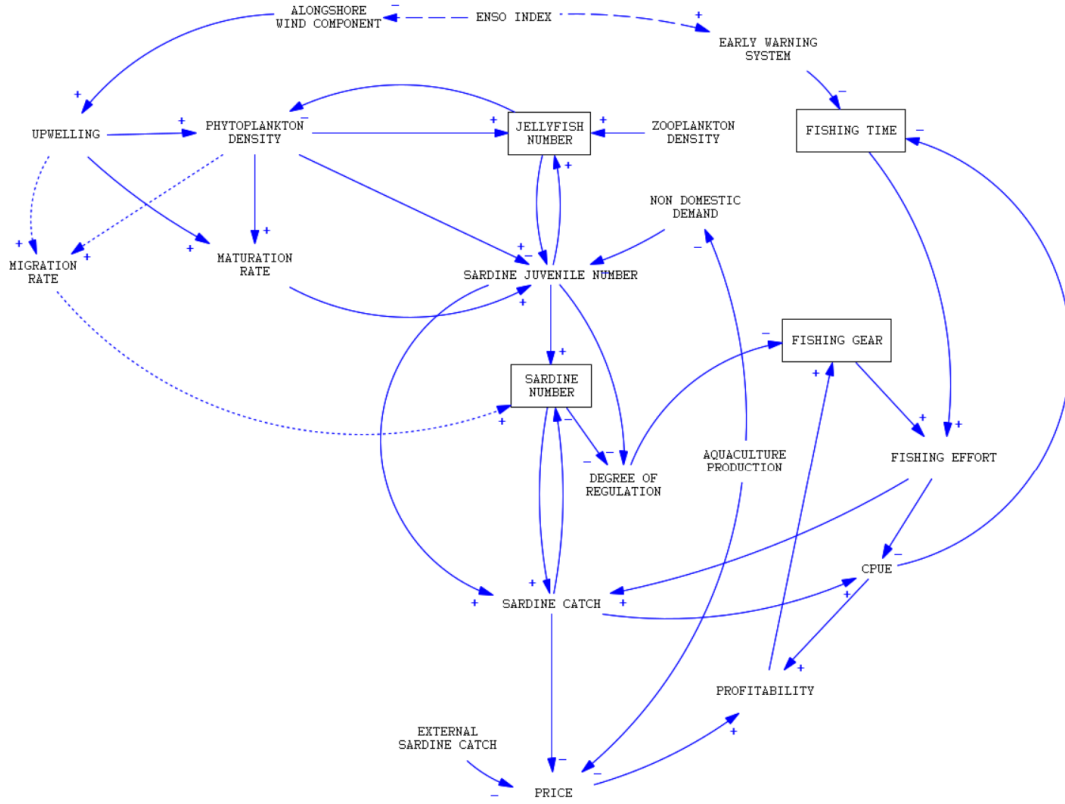 ALONGSHORE
WIND COMPONENT
ENSO INDEX
EARLY WARNING
SYSTEM
UPWELLING
PHYTOPLANKTON
DENSITY
JELLYFISH
NUMBER
ZOOPLANKTON
DENSITY
FISHING TIME
NON DOMESTIC
DEMAND
MIGRATION
RATE
MATURATION
RATE
SARDINE JUVENILE NUMBER
FISHING GEAR
SARDINE
NUMBER
DEGREE OF
REGULATION
AQUACULTURE
PRODUCTION
FISHING EFFORT
CPUE
SARDINE CATCH
PROFITABILITY
EXTERNAL
SARDINE CATCH
PRICE